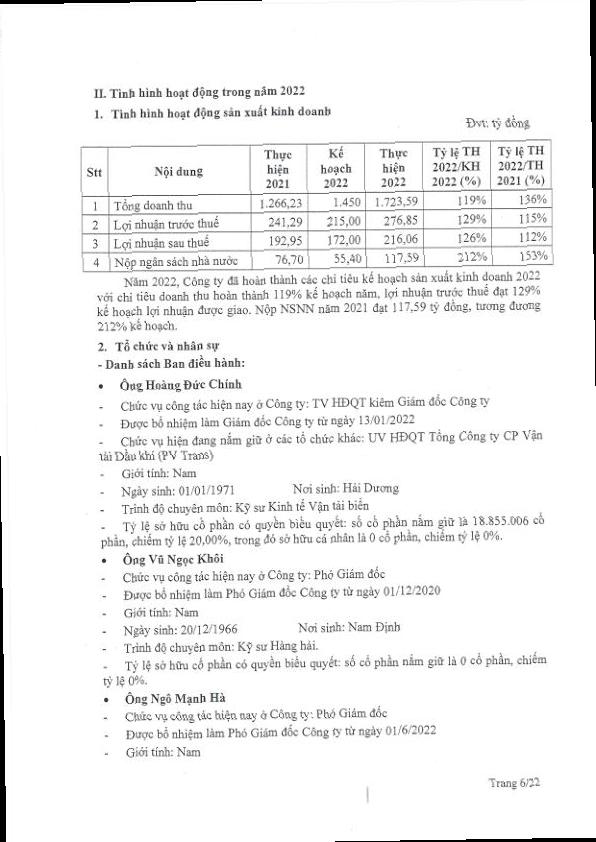 II. Tình hình hoạt động trong năm 2022
1. Tình hình hoạt động sản xuất kinh doanh
Đvt: tỷ đồng
Stt Nội dung Thực hiện 2021 Kế hoạch 2022 Thực hiện 2022 Tỷ lệ TH 2022/KH 2022 (%) Tỷ lệ TH 2022/TH 2021 (%)
1 Tổng doanh thu 1.266,23 1.450 1.723,59 119% 136%
2 Lợi nhuận trước thuế 241,29 215,00 276,85 129% 115%
3 Lợi nhuận sau thuế 192,95 172,00 216,06 126% 112%
4 Nộp ngân sách nhà nước 76,70 55,40 117,59 212% 153%
Năm 2022, Công ty đã hoàn thành các chỉ tiêu kế hoạch sản xuất kinh doanh 2022
với chỉ tiêu doanh thu hoàn thành 119% kế hoạch năm, lợi nhuận trước thuế đạt 129%
kế hoạch lợi nhuận được giao. Nộp NSNN năm 2021 đạt 117,59 tỷ đồng, tương đương
212% kế hoạch.
2. Tổ chức và nhân sự
- Danh sách Ban điều hành:
• Ông Hoàng Đức Chính
- Chức vụ công tác hiện nay ở Công ty: TV HĐQT kiêm Giám đốc Công ty
- Được bổ nhiệm làm Giám đốc Công ty từ ngày 13/01/2022
- Chức vụ hiện đang nắm giữ ở các tổ chức khác: UV HĐQT Tổng Công ty CP Vận
tải Dầu khí (PV Trans)
- Giới tính: Nam
- Ngày sinh: 01/01/1971 Nơi sinh: Hải Dương
- Trình độ chuyên môn: Kỹ sư Kinh tế Vận tải biển
- Tỷ lệ sở hữu cổ phần có quyền biểu quyết: số cổ phần nắm giữ là 18.855.006 cổ
phần, chiếm tỷ lệ 20,00%, trong đó sở hữu cá nhân là 0 cổ phần, chiếm tỷ lệ 0%.
• Ông Vũ Ngọc Khôi
- Chức vụ công tác hiện nay ở Công ty: Phó Giám đốc
- Được bổ nhiệm làm Phó Giám đốc Công ty từ ngày 01/12/2020
- Giới tính: Nam
- Ngày sinh: 20/12/1966 Nơi sinh: Nam Định
- Trình độ chuyên môn: Kỹ sư Hàng hải.
- Tỷ lệ sở hữu cổ phần có quyền biểu quyết: số cổ phần nắm giữ là 0 cổ phần, chiếm
tỷ lệ 0%.
• Ông Ngô Mạnh Hà
- Chức vụ công tác hiện nay ở Công ty: Phó Giám đốc
- Được bổ nhiệm làm Phó Giám đốc Công ty từ ngày 01/6/2022
- Giới tính: Nam
Trang 6/22